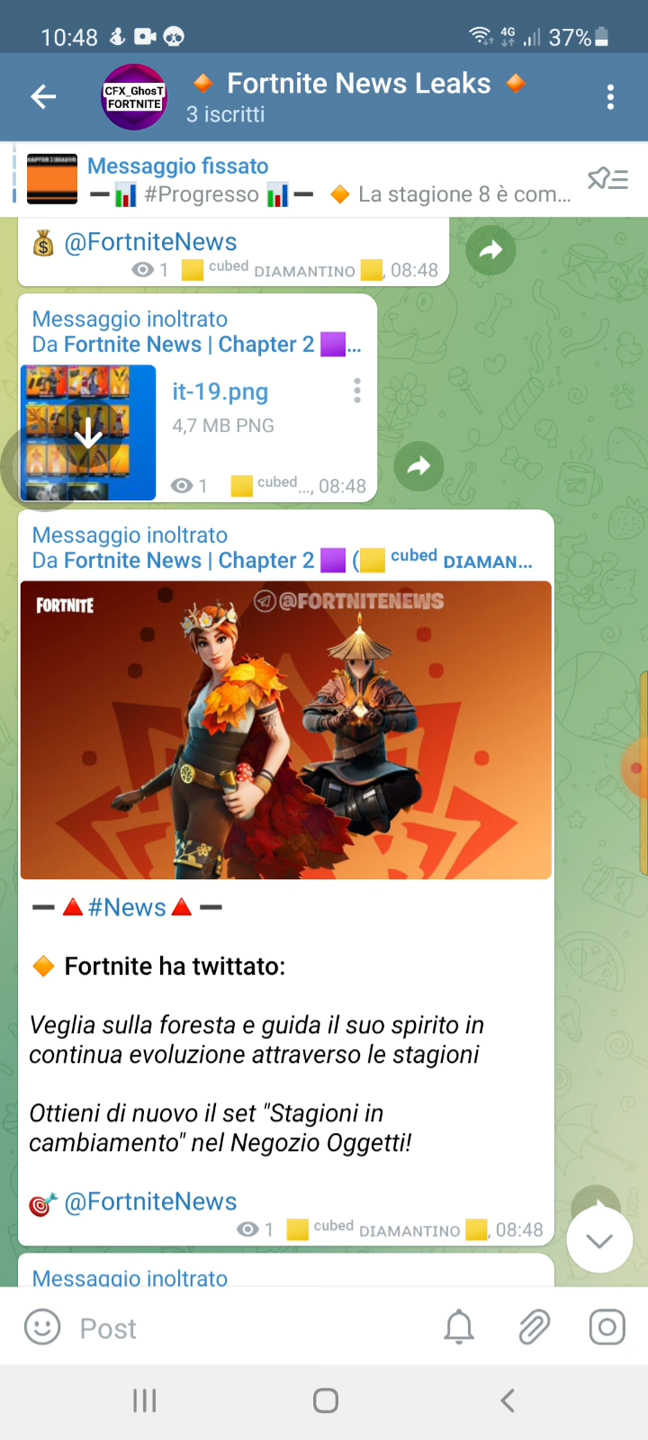 10:48
4G
37%
CFX_GhosT
FORTNITE
🔸 Fortnite News Leaks 🔸
3 iscritti
Messaggio fissato
➖📊 #Progresso 📊➖ 🔶 La stagione 8 è com...
💰 @FortniteNews
1 🟨 cubed DIAMANTINO 🟨, 08:48
Messaggio inoltrato
Da Fortnite News | Chapter 2 🟪...
it-19.png
4,7 MB PNG
1 🟨 cubed..., 08:48
Messaggio inoltrato
Da Fortnite News | Chapter 2 🟪 (🟨 cubed DIAMAN...
FORTNITE
@FORTNITENEWS
➖🔺#News🔺➖
🔶 Fortnite ha twittato:
Veglia sulla foresta e guida il suo spirito in
continua evoluzione attraverso le stagioni
Ottieni di nuovo il set "Stagioni in
cambiamento" nel Negozio Oggetti!
🎯 @FortniteNews
1 🟨 cubed DIAMANTINO 🟨, 08:48
Messaggio inoltrato
Post